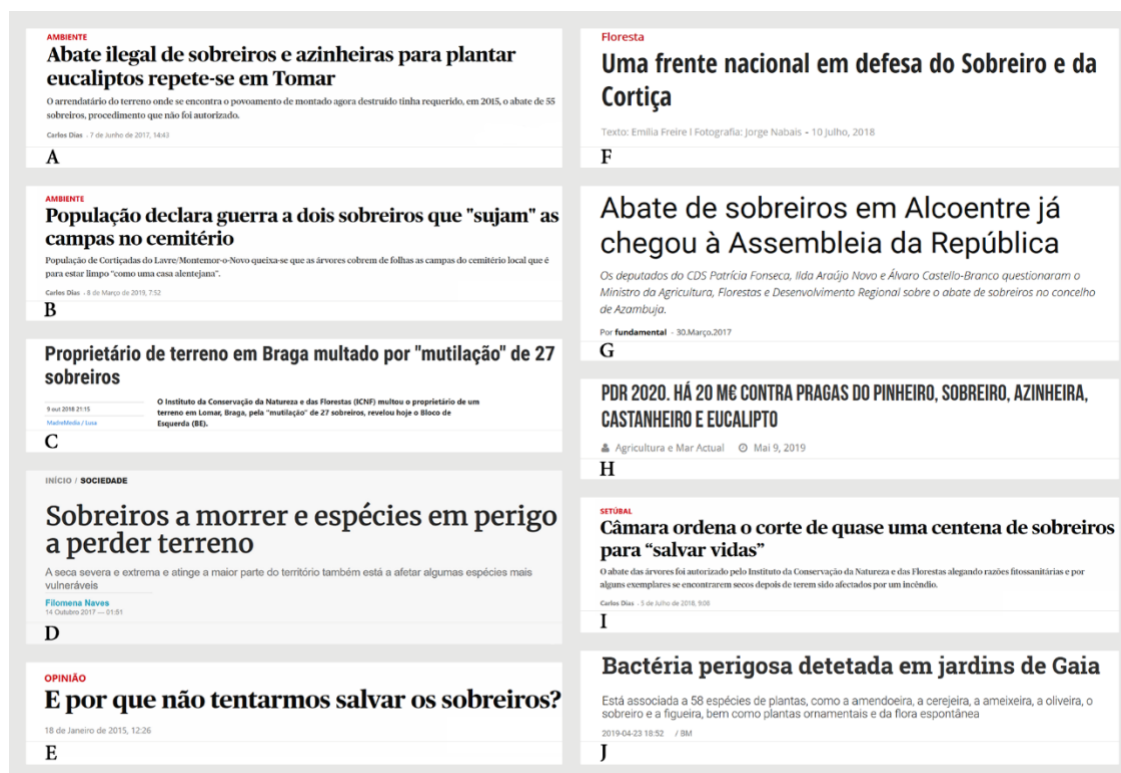 AMBIENTE
Abate ilegal de sobreiros e azinheiras para plantar
eucaliptos repete-se em Tomar
O arrendatário do terreno onde se encontra o povoamento de montado agora destruído tinha requerido, em 2015, o abate de 55
sobreiros, procedimento que não foi autorizado.
Carlos Dias - 7 de Junho de 2017, 14:43
A
AMBIENTE
População declara guerra a dois sobreiros que "sujam" as
campas no cemitério
População de Cortiçadas do Lavre/Montemor-o-Novo queixa-se que as árvores cobrem de folhas as campas do cemitério local que é
para estar limpo "como uma casa alentejana".
Carlos Dias - 8 de Março de 2019, 7:52
B
Proprietário de terreno em Braga multado por "mutilação" de 27
sobreiros
9 out 2018 21:15
MadreMedia / Lusa
O Instituto da Conservação da Natureza e das Florestas (ICNF) multou o proprietário de um
terreno em Lomar, Braga, pela "mutilação" de 27 sobreiros, revelou hoje o Bloco de
Esquerda (BE).
C
INÍCIO / SOCIEDADE
Sobreiros a morrer e espécies em perigo
a perder terreno
A seca severa e extrema e atinge a maior parte do território também está a afetar algumas espécies mais
vulneráveis
Filomena Naves
14 Outubro 2017 — 01:51
D
OPINIÃO
E por que não tentarmos salvar os sobreiros?
18 de Janeiro de 2015, 12:26
E
Floresta
Uma frente nacional em defesa do Sobreiro e da
Cortiça
Texto: Emília Freire I Fotografia: Jorge Nabais - 10 Julho, 2018
F
Abate de sobreiros em Alcoentre já
chegou à Assembleia da República
Os deputados do CDS Patrícia Fonseca, Ilda Araújo Novo e Álvaro Castello-Branco questionaram o
Ministro da Agricultura, Florestas e Desenvolvimento Regional sobre o abate de sobreiros no concelho
de Azambuja.
Por fundamental - 30.Março.2017
G
PDR 2020. HÁ 20 M€ CONTRA PRAGAS DO PINHEIRO, SOBREIRO, AZINHEIRA,
CASTANHEIRO E EUCALIPTO
Agricultura e Mar Actual Mai 9, 2019
H
SETÚBAL
Câmara ordena o corte de quase uma centena de sobreiros
para “salvar vidas”
O abate das árvores foi autorizado pelo Instituto da Conservação da Natureza e das Florestas alegando razões fitossanitárias e por
alguns exemplares se encontrarem secos depois de terem sido afectados por um incêndio.
Carlos Dias - 5 de Julho de 2018, 9:00
I
Bactéria perigosa detetada em jardins de Gaia
Está associada a 58 espécies de plantas, como a amendoeira, a cerejeira, a ameixeira, a oliveira, o
sobreiro e a figueira, bem como plantas ornamentais e da flora espontânea
2019-04-23 18:52 / BM
J